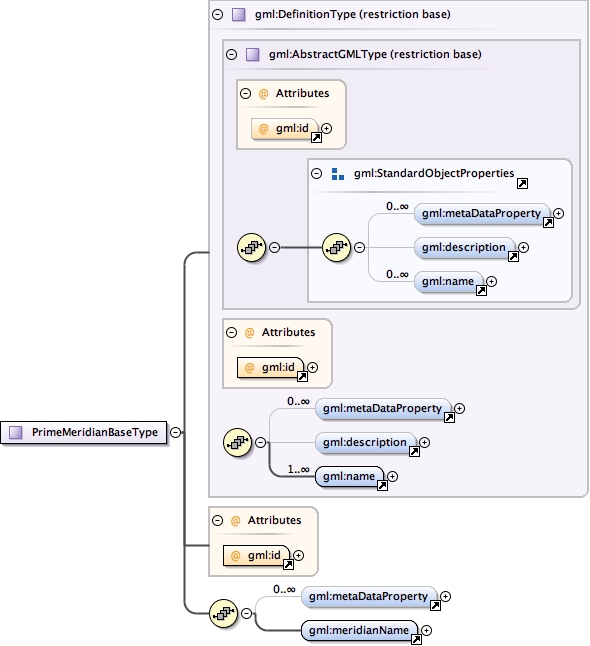 gml:DefinitionType (restriction base)
gml:AbstractGMLType (restriction base)
@ Attributes
@ gml:id
gml:StandardObjectProperties
0..∞
gml:metaDataProperty
gml:description
0..∞
gml:name
@ Attributes
@ gml:id
0..∞
gml:metaDataProperty
PrimeMeridianBaseType
gml:description
1..∞
gml:name
@ Attributes
@ gml:id
0..∞
gml:metaDataProperty
gml:meridianName